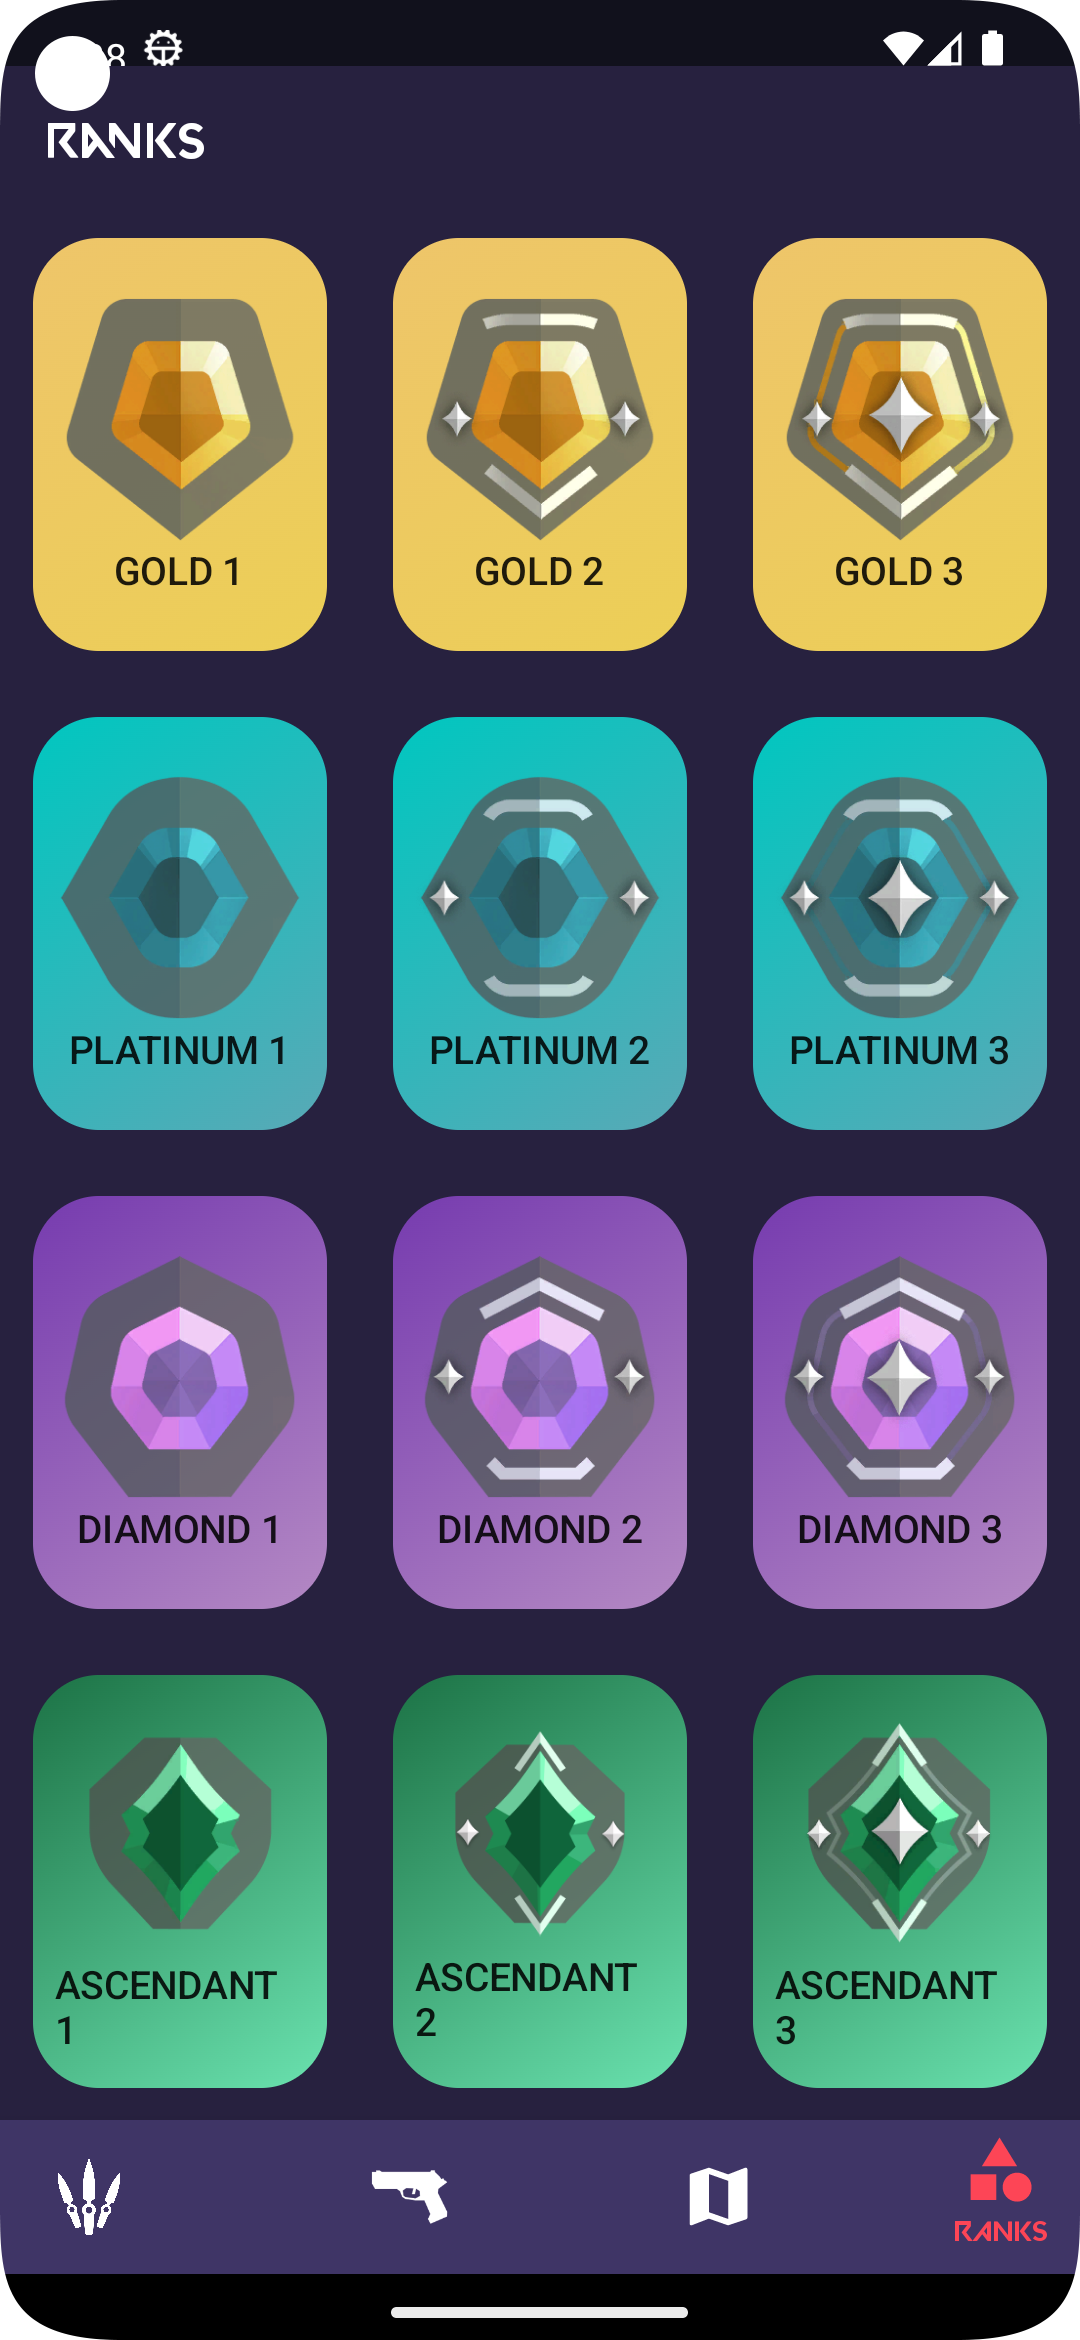 8
RANKS
GOLD 1
GOLD 2
GOLD 3
PLATINUM 1
PLATINUM 2
PLATINUM 3
DIAMOND 1
DIAMOND 2
DIAMOND 3
ASCENDANT
1
ASCENDANT
2
ASCENDANT
3
RANKS